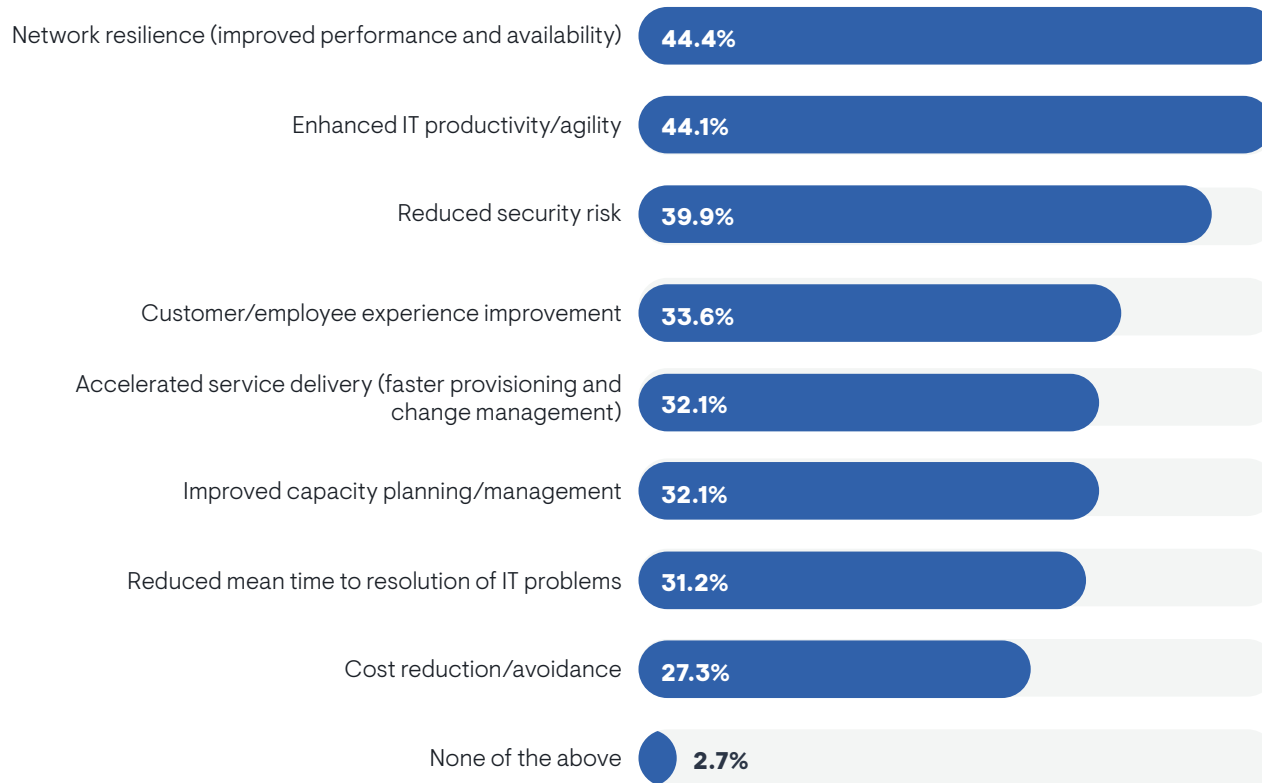 Network resilience (improved performance and availability) 44.4%
Enhanced IT productivity/agility 44.1%
Reduced security risk 39.9%
Customer/employee experience improvement 33.6%
Accelerated service delivery (faster provisioning and
change management) 32.1%
Improved capacity planning/management 32.1%
Reduced mean time to resolution of IT problems 31.2%
Cost reduction/avoidance 27.3%
None of the above 2.7%